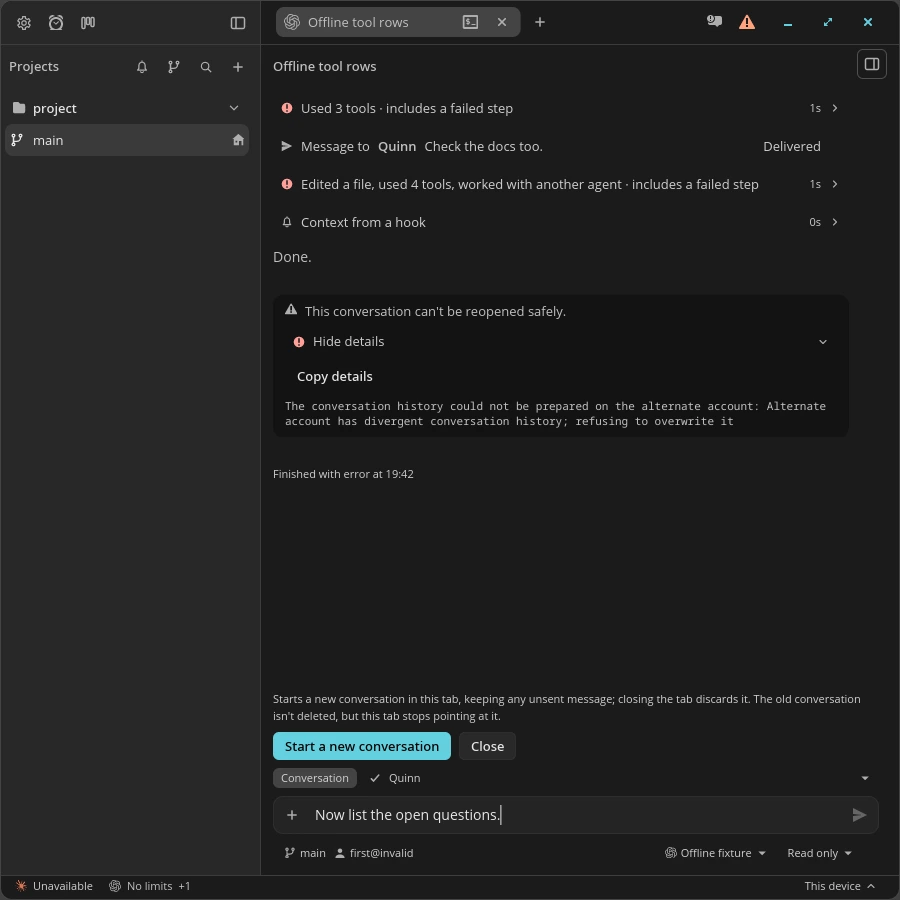 Offline tool rows
Projects
Offline tool rows
project
main
Used 3 tools · includes a failed step 1s
Message to Quinn Check the docs too. Delivered
Edited a file, used 4 tools, worked with another agent · includes a failed step 1s
Context from a hook 0s
Done.
This conversation can't be reopened safely.
Hide details
Copy details
The conversation history could not be prepared on the alternate account: Alternate
account has divergent conversation history; refusing to overwrite it
Finished with error at 19:42
Starts a new conversation in this tab, keeping any unsent message; closing the tab discards it. The old conversation
isn't deleted, but this tab stops pointing at it.
Start a new conversation Close
Conversation Quinn
Now list the open questions.
main first@invalid Offline fixture Read only
Unavailable No limits +1 This device